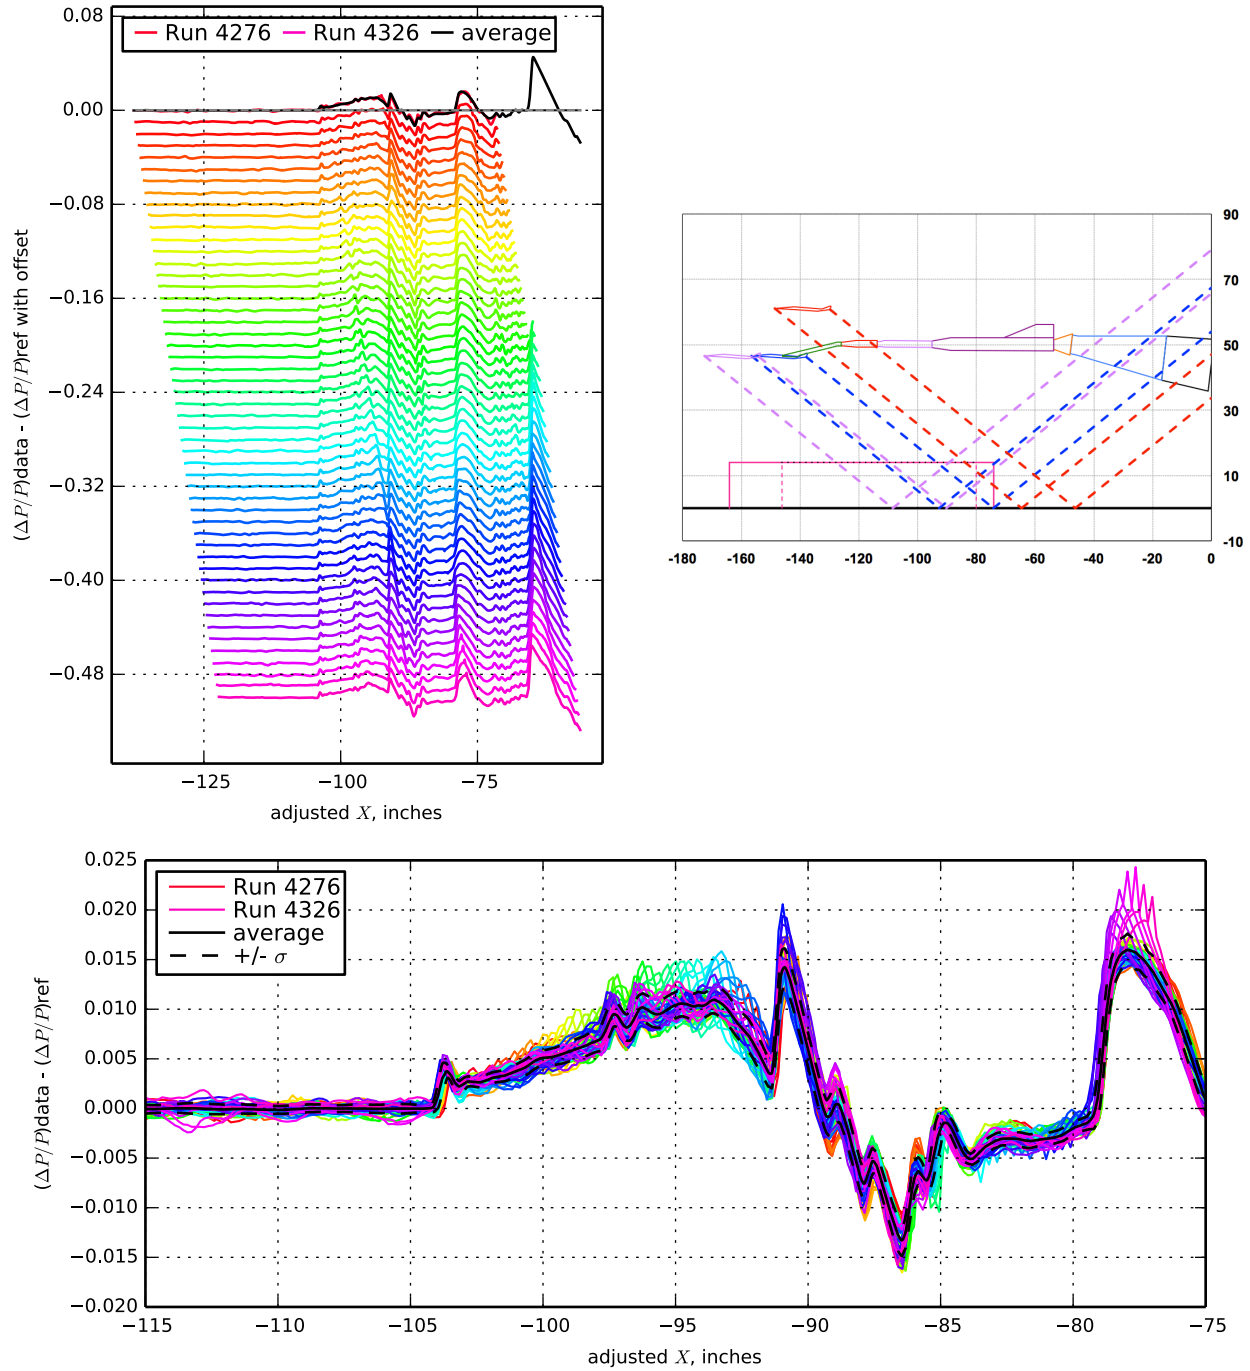 0.08
0.00
−0.08
−0.16
−0.24
−0.32
−0.40
−0.48
(ΔP/P)data - (ΔP/P)ref with offset
Run 4276 Run 4326 average
−125 −100 −75
adjusted X, inches
90
70
50
30
10
-10
-180 -160 -140 -120 -100 -80 -60 -40 -20 0
0.025
0.020
0.015
0.010
0.005
0.000
−0.005
−0.010
−0.015
−0.020
(ΔP/P)data - (ΔP/P)ref
Run 4276
Run 4326
average
+/- σ
−115 −110 −105 −100 −95 −90 −85 −80 −75
adjusted X, inches